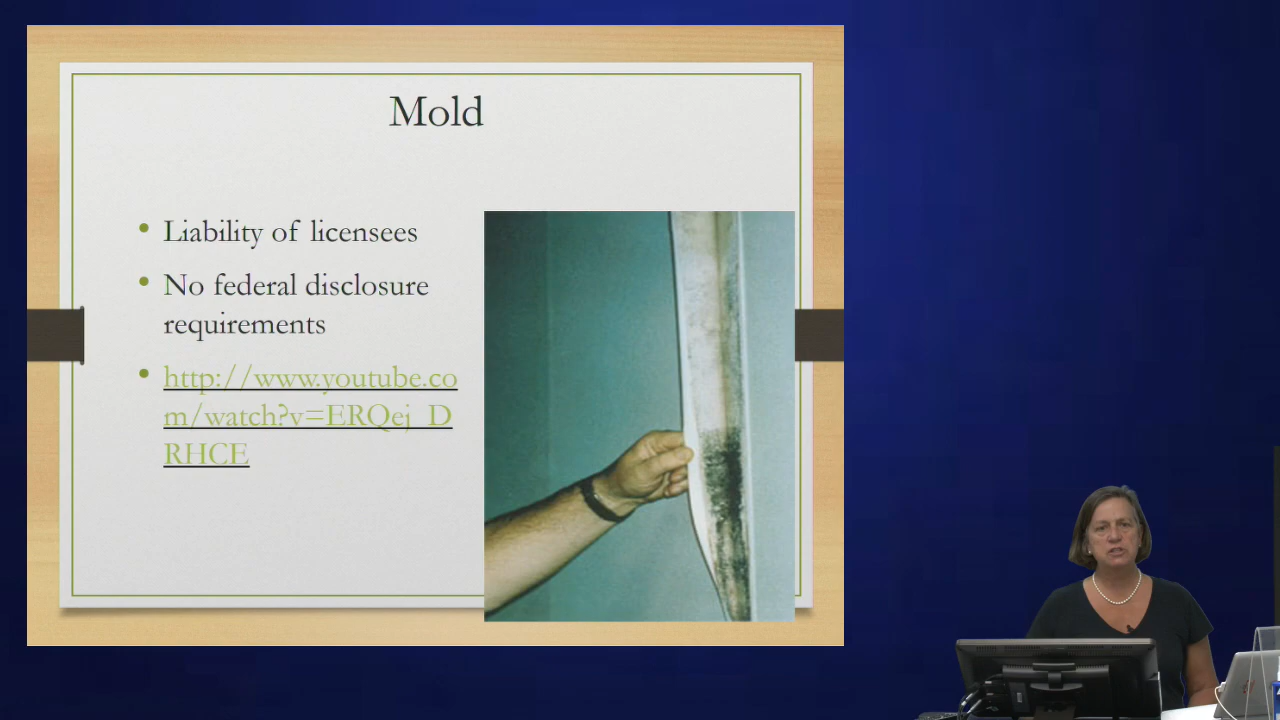 Mold
Liability of licensees
No federal disclosure
requirements
http://www.youtube.co
m/watch?v=ERQej_D
RHCE